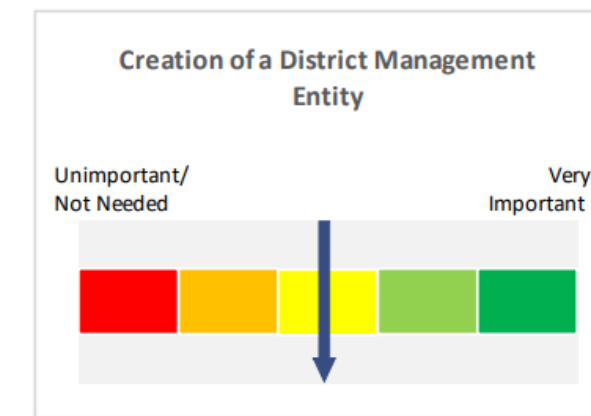 Creation of a District Management
Entity
Unimportant/
Not Needed
Very
Important